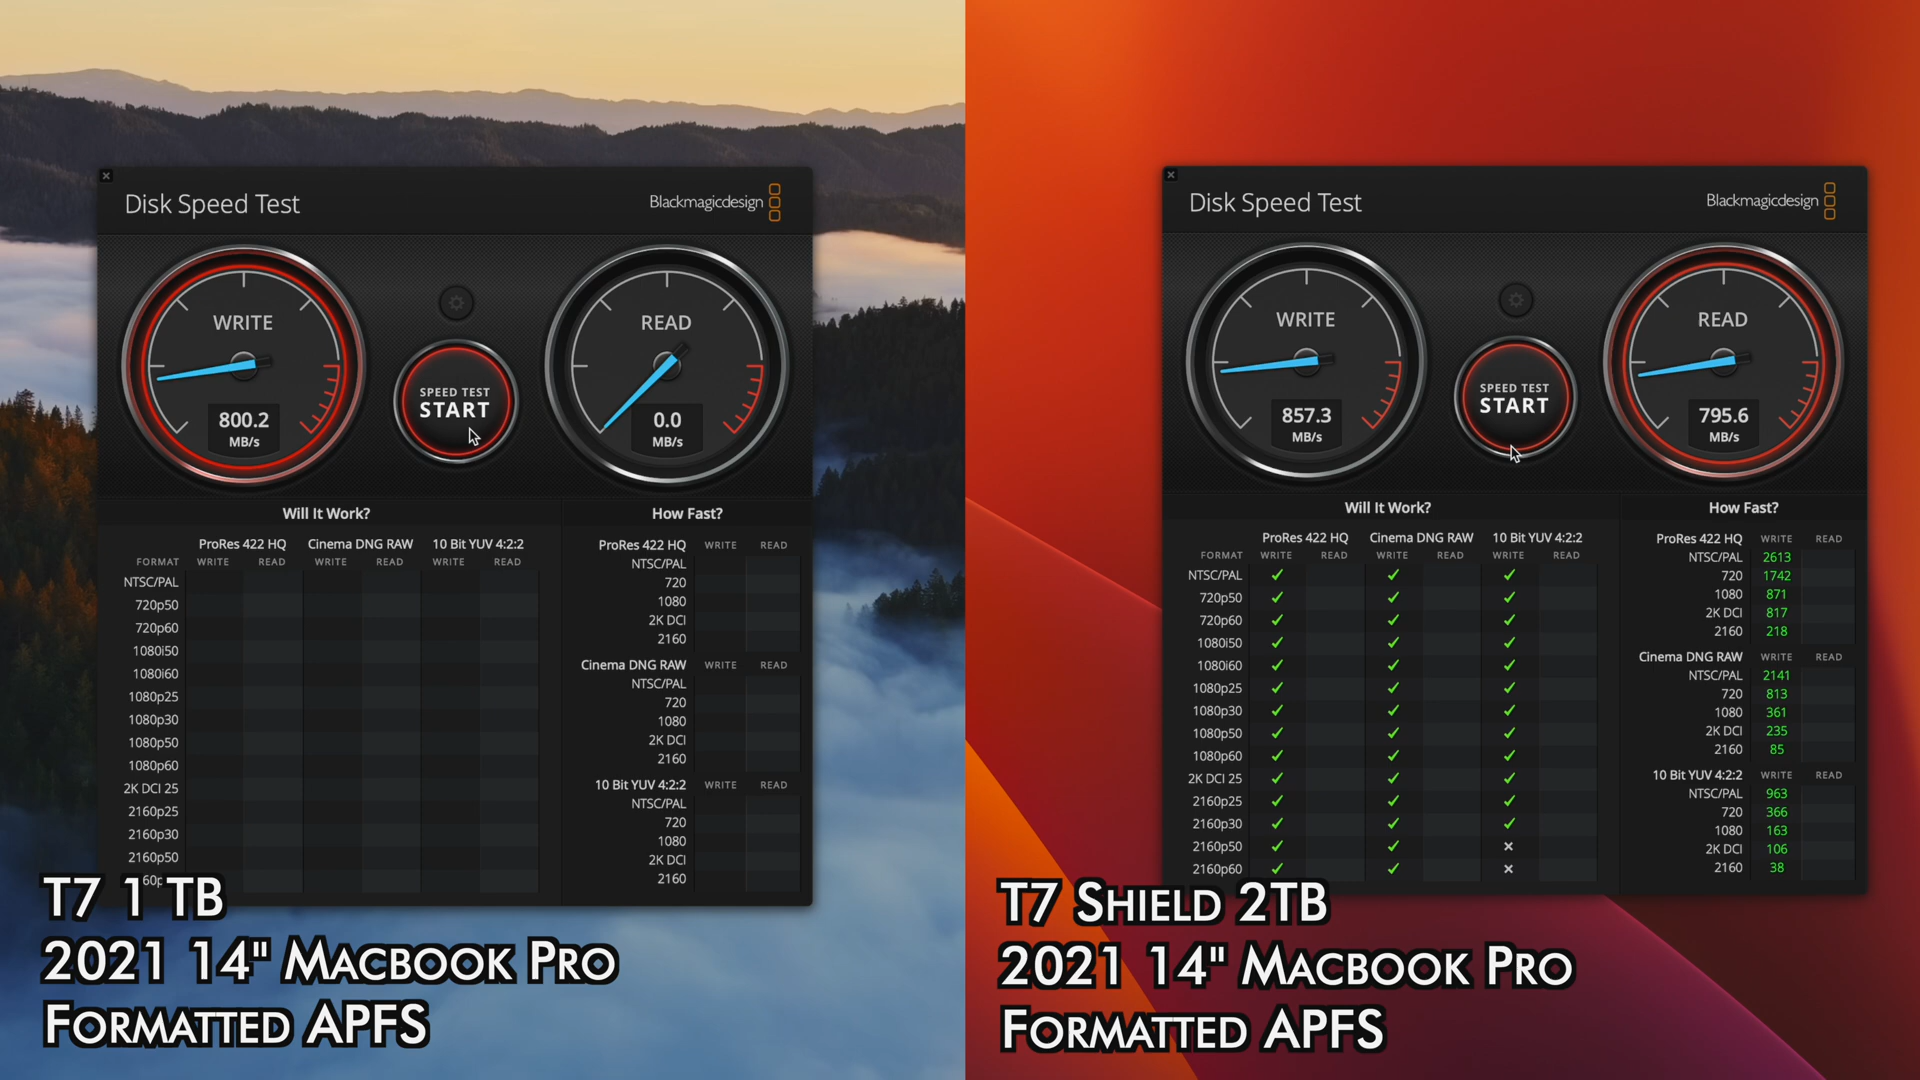 Disk Speed Test
Blackmagicdesign
WRITE
800.2
MB/s
SPEED TEST
START
READ
0.0
MB/s
Will It Work?
ProRes 422 HQ Cinema DNG RAW 10 Bit YUV 4:2:2
FORMAT WRITE READ WRITE READ WRITE READ
NTSC/PAL
720p50
720p60
1080i50
1080i60
1080p25
1080p30
1080p50
1080p60
2K DCI 25
2160p25
2160p30
2160p50
How Fast?
ProRes 422 HQ WRITE READ
NTSC/PAL
720
1080
2K DCI
2160
Cinema DNG RAW WRITE READ
NTSC/PAL
720
1080
2K DCI
2160
10 Bit YUV 4:2:2 WRITE READ
NTSC/PAL
720
1080
2K DCI
2160
T7 1 TB
2021 14" MACBOOK PRO
FORMATTED APFS
Disk Speed Test
Blackmagicdesign
WRITE
857.3
MB/s
SPEED TEST
START
READ
795.6
MB/s
Will It Work?
ProRes 422 HQ Cinema DNG RAW 10 Bit YUV 4:2:2
FORMAT WRITE READ WRITE READ WRITE READ
NTSC/PAL ✓ ✓ ✓
720p50 ✓ ✓ ✓
720p60 ✓ ✓ ✓
1080i50 ✓ ✓ ✓
1080i60 ✓ ✓ ✓
1080p25 ✓ ✓ ✓
1080p30 ✓ ✓ ✓
1080p50 ✓ ✓ ✓
1080p60 ✓ ✓ ✓
2K DCI 25 ✓ ✓ ✓
2160p25 ✓ ✓ ✓
2160p30 ✓ ✓ ✓
2160p50 ✓ ✓ ×
2160p60 ✓ ✓ ×
How Fast?
ProRes 422 HQ WRITE READ
NTSC/PAL 2613
720 1742
1080 871
2K DCI 817
2160 218
Cinema DNG RAW WRITE READ
NTSC/PAL 2141
720 813
1080 361
2K DCI 235
2160 85
10 Bit YUV 4:2:2 WRITE READ
NTSC/PAL 963
720 366
1080 163
2K DCI 106
2160 38
T7 SHIELD 2TB
2021 14" MACBOOK PRO
FORMATTED APFS